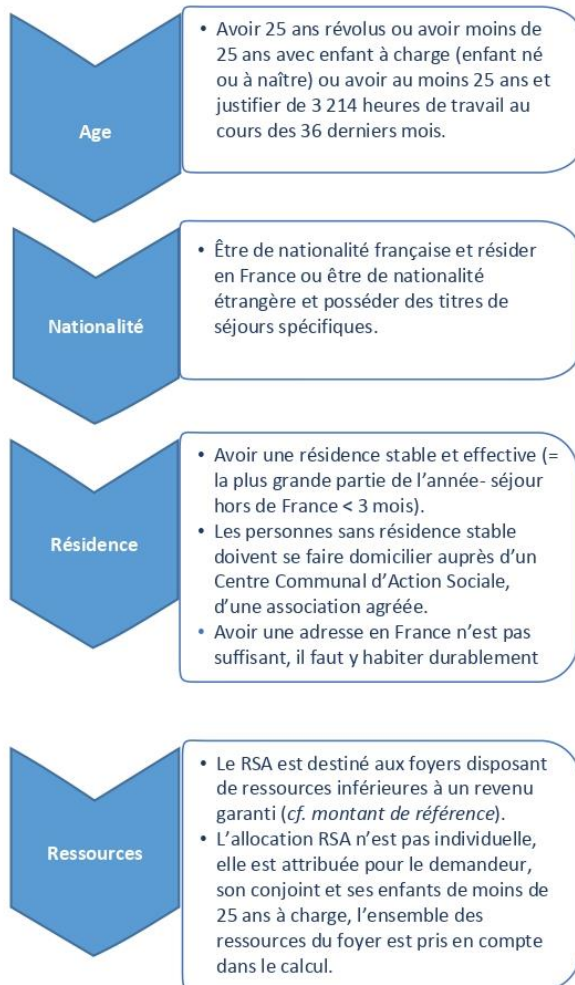 Age
• Avoir 25 ans révolus ou avoir moins de
25 ans avec enfant à charge (enfant né
ou à naître) ou avoir au moins 25 ans et
justifier de 3 214 heures de travail au
cours des 36 derniers mois.
Nationalité
• Être de nationalité française et résider
en France ou être de nationalité
étrangère et posséder des titres de
séjours spécifiques.
Résidence
• Avoir une résidence stable et effective (=
la plus grande partie de l'année- séjour
hors de France < 3 mois).
• Les personnes sans résidence stable
doivent se faire domicilier auprès d'un
Centre Communal d'Action Sociale,
d'une association agréée.
• Avoir une adresse en France n'est pas
suffisant, il faut y habiter durablement
Ressources
• Le RSA est destiné aux foyers disposant
de ressources inférieures à un revenu
garanti (cf. montant de référence).
• L'allocation RSA n'est pas individuelle,
elle est attribuée pour le demandeur,
son conjoint et ses enfants de moins de
25 ans à charge, l'ensemble des
ressources du foyer est pris en compte
dans le calcul.